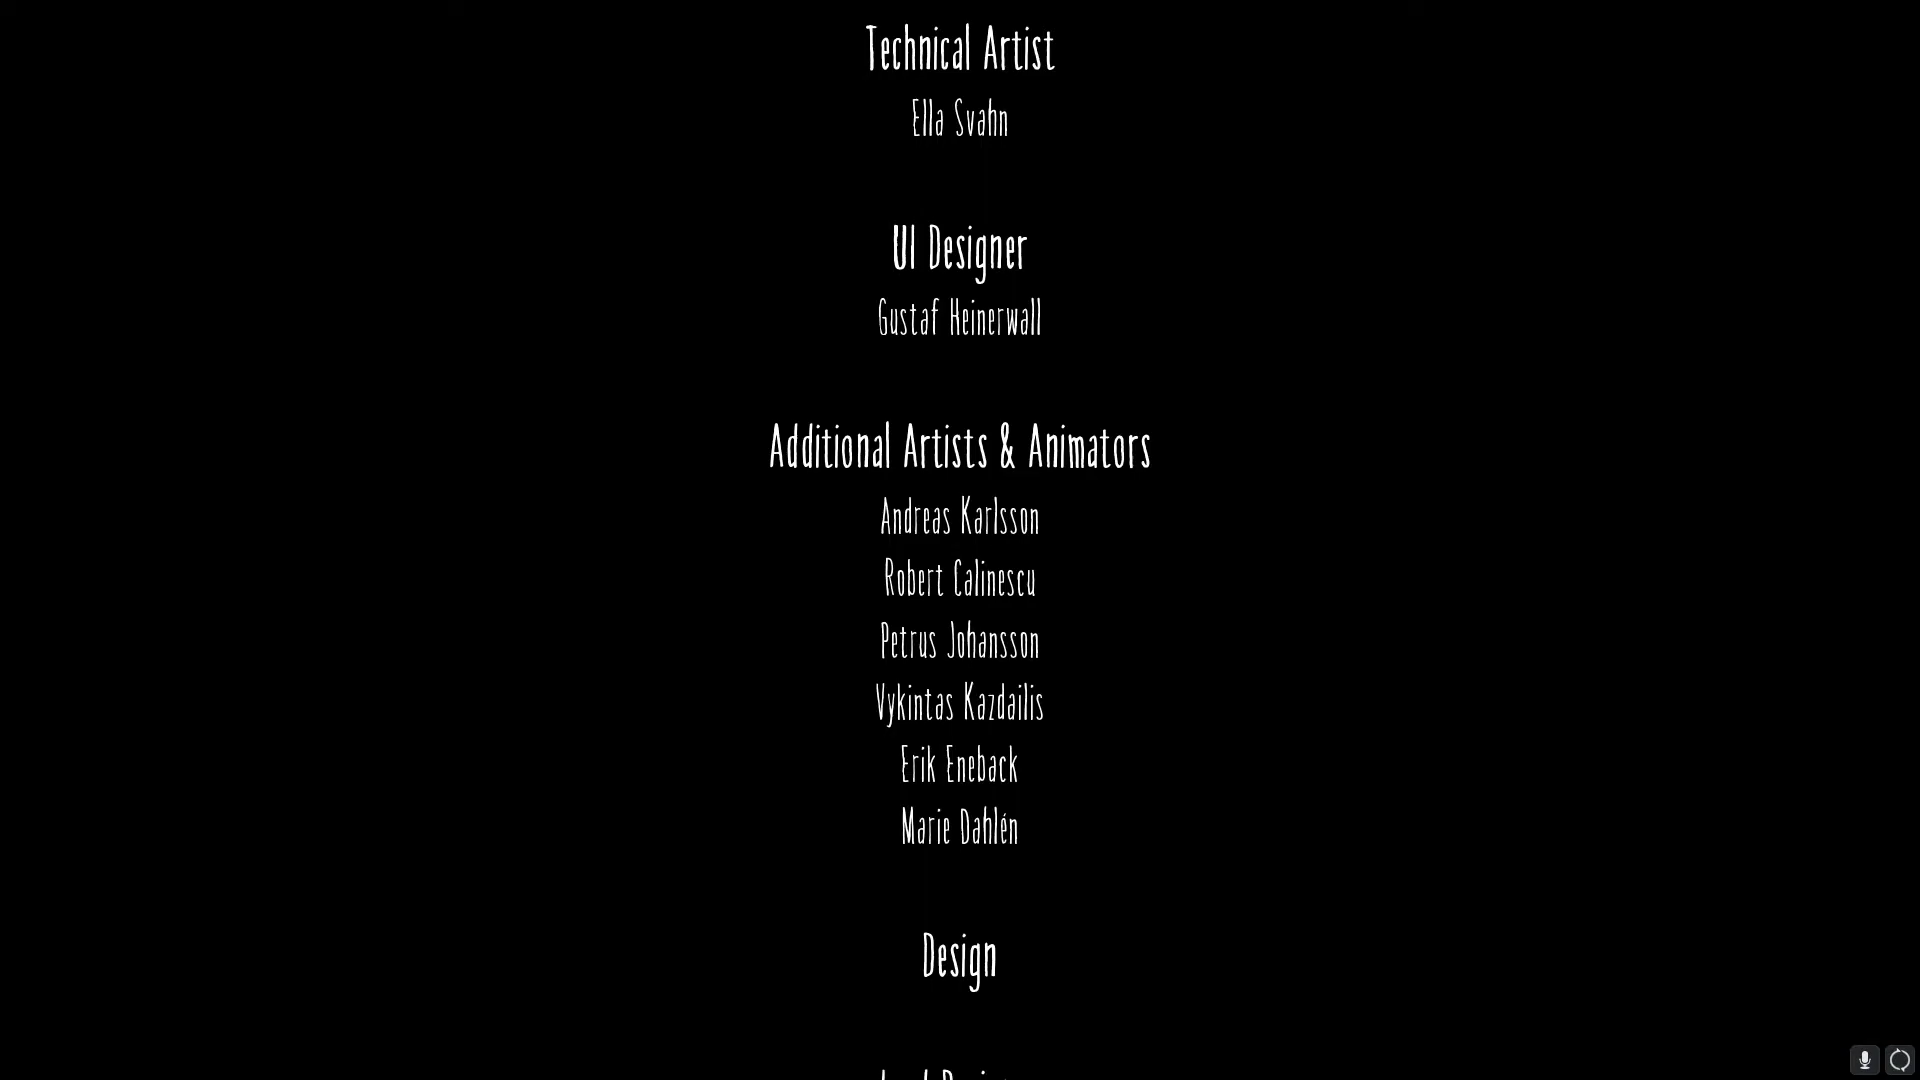 Technical Artist
Ella Svahn
UI Designer
Gustaf Heinerwall
Additional Artists & Animators
Andreas Karlsson
Robert Calinescu
Petrus Johansson
Vykintas Kazdailis
Erik Eneback
Marie Dahlén
Design